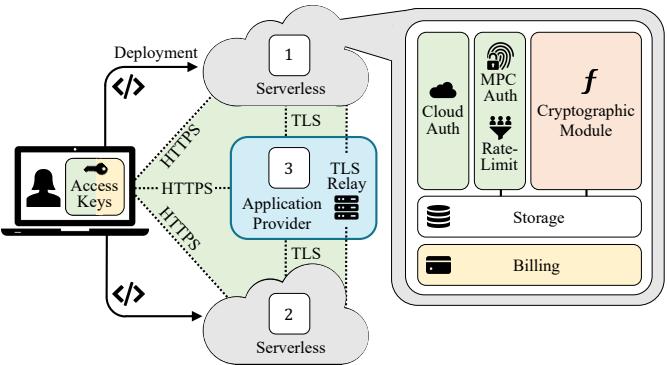 Deployment
</>
1
Serverless
TLS
HTTPS
HTTPS
HTTPS
Access
Keys
3
Application
Provider
TLS
Relay
TLS
</>
2
Serverless
Cloud
Auth
MPC
Auth
Rate-
Limit
ƒ
Cryptographic
Module
Storage
Billing